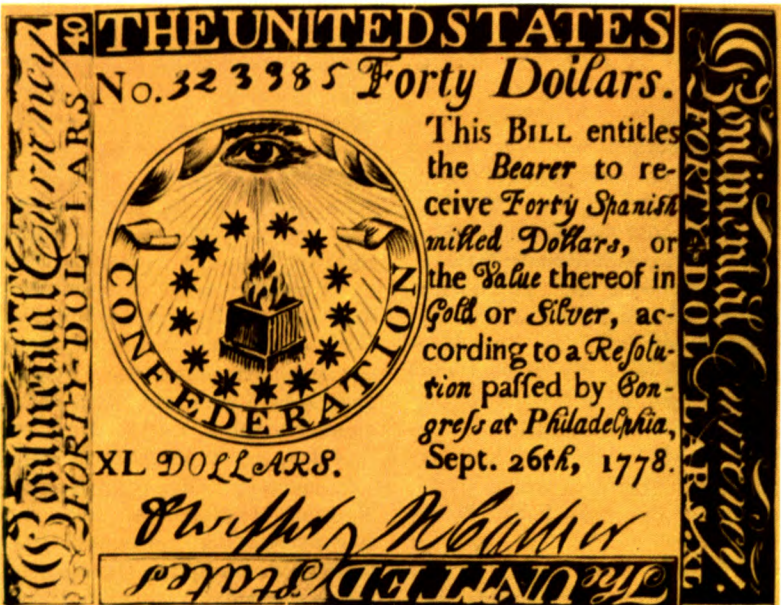 THE UNITED STATES
No. 323985 Forty Dollars.
This BILL entitles
the Bearer to re-
ceive Forty Spanish
milled Dollars, or
the Value thereof in
Gold or Silver, ac-
cording to a Reſolu-
tion paſſed by Con-
greſs at Philadelphia,
Sept. 26th, 1778.
CONFEDERATION
XL DOLLARS.
The UNITED States
Continental Currency
40 FORTY-DOLLARS
Continental Currency.
FORTY-DOLLARS.XL